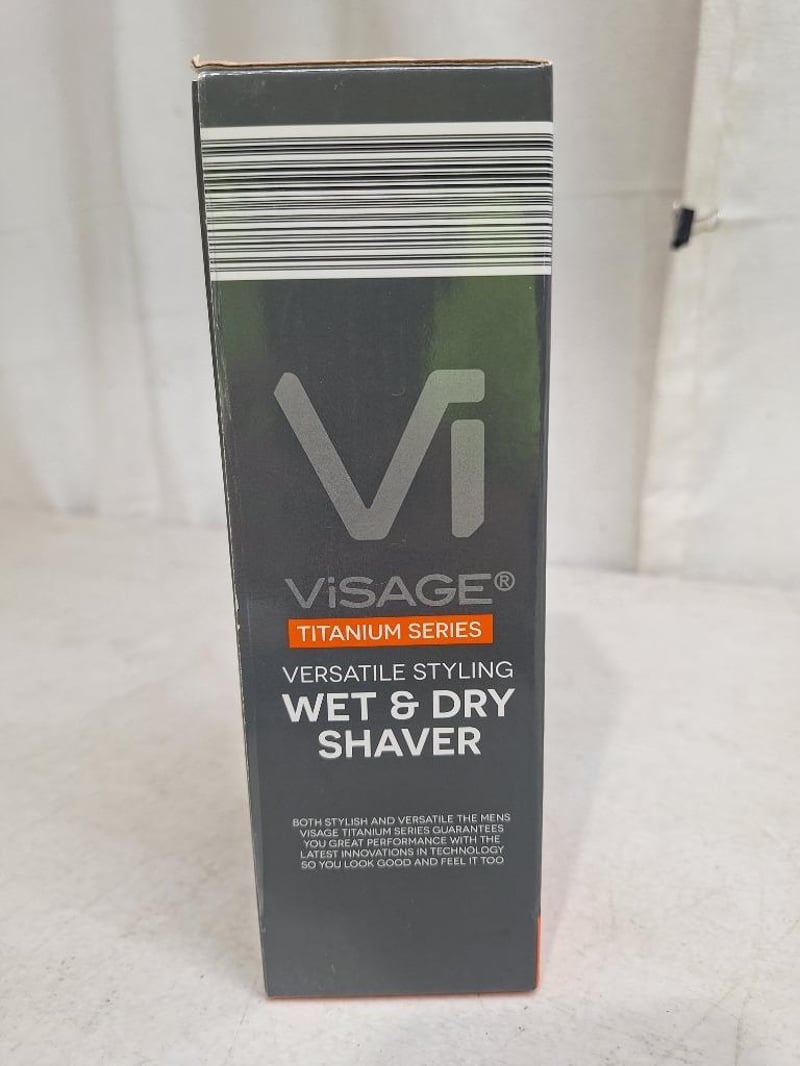 Vi
ViSAGE®
TITANIUM SERIES
VERSATILE STYLING
WET & DRY
SHAVER
BOTH STYLISH AND VERSATILE THE MENS
VISAGE TITANIUM SERIES GUARANTEES
YOU GREAT PERFORMANCE WITH THE
LATEST INNOVATIONS IN TECHNOLOGY
SO YOU LOOK GOOD AND FEEL IT TOO